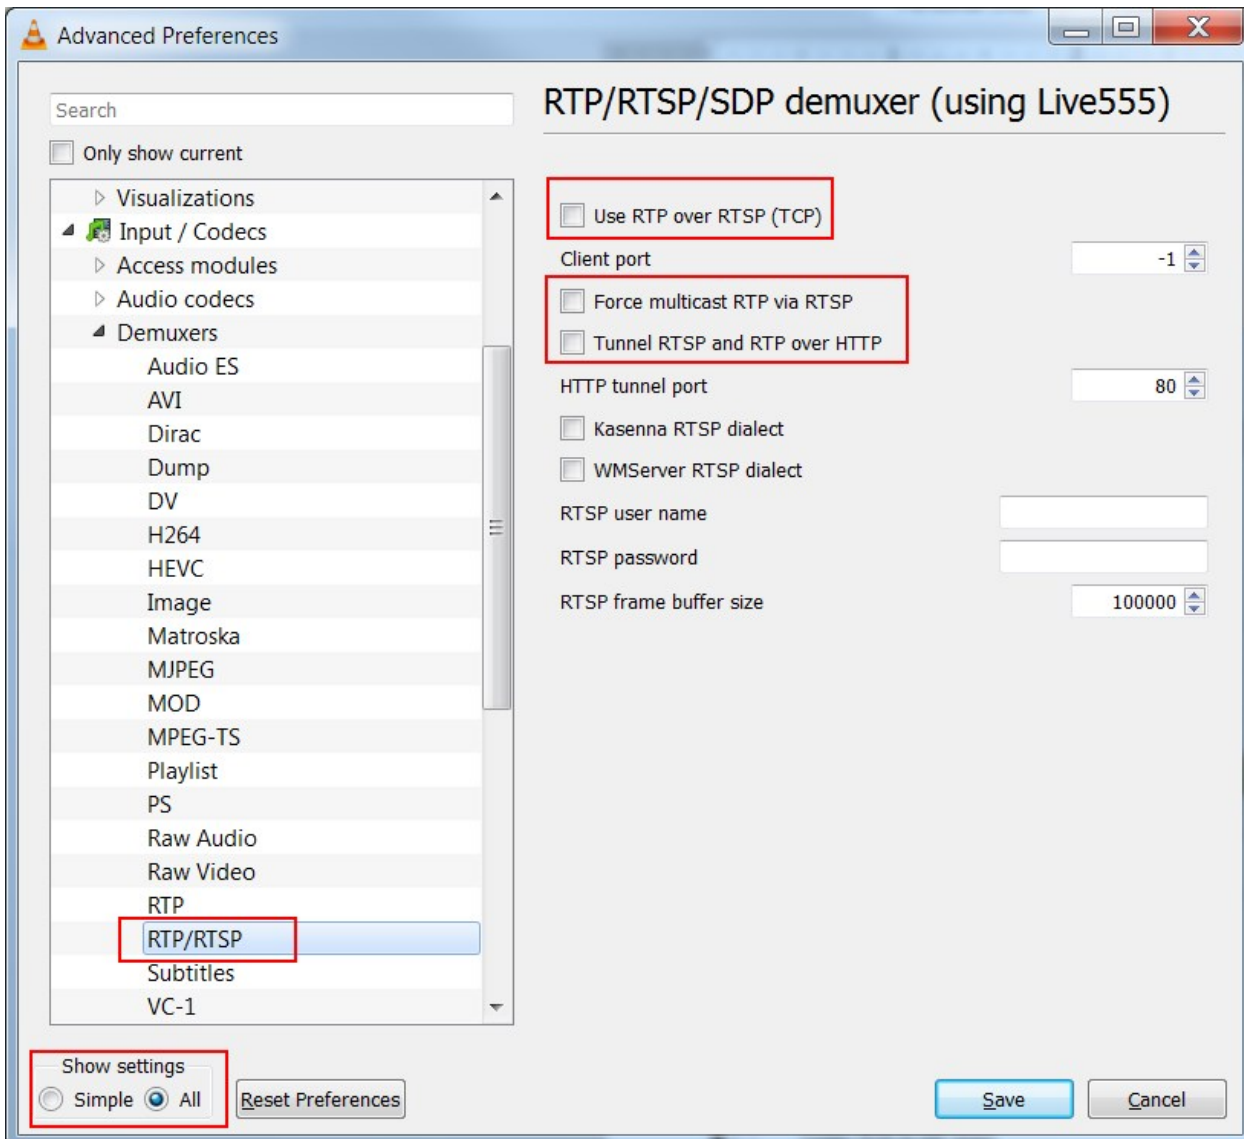 Advanced Preferences
Search
Only show current
Visualizations
Input / Codecs
Access modules
Audio codecs
Demuxers
Audio ES
AVI
Dirac
Dump
DV
H264
HEVC
Image
Matroska
MJPEG
MOD
MPEG-TS
Playlist
PS
Raw Audio
Raw Video
RTP
RTP/RTSP
Subtitles
VC-1
RTP/RTSP/SDP demuxer (using Live555)
Use RTP over RTSP (TCP)
Client port -1
Force multicast RTP via RTSP
Tunnel RTSP and RTP over HTTP
HTTP tunnel port 80
Kasenna RTSP dialect
WMServer RTSP dialect
RTSP user name
RTSP password
RTSP frame buffer size 100000
Show settings
Simple All
Reset Preferences
Save
Cancel